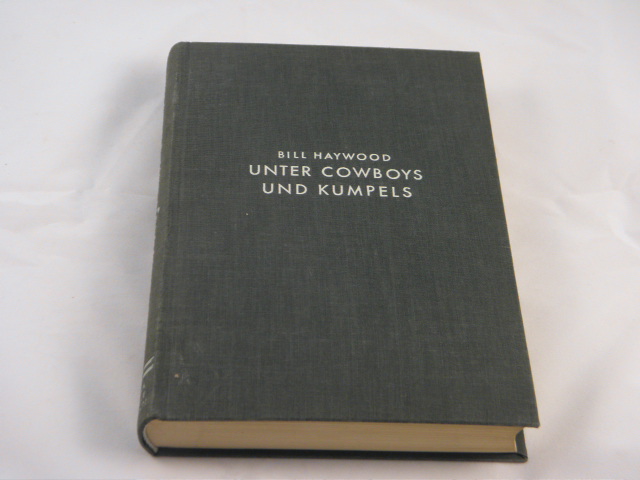 BILL HAYWOOD
UNTER COWBOYS
UND KUMPELS